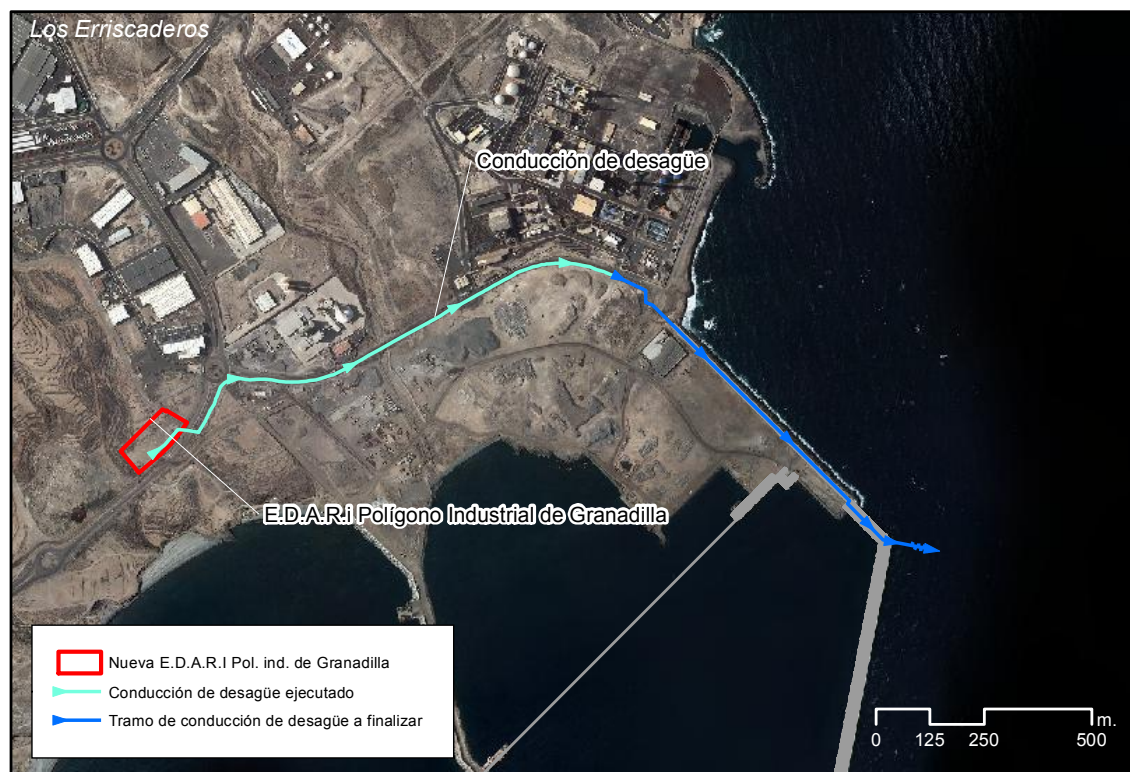 Los Erriscaderos
Conducción de desagüe
E.D.A.R.i Polígono Industrial de Granadilla
Nueva E.D.A.R.I Pol. ind. de Granadilla
Conducción de desagüe ejecutado
Tramo de conducción de desagüe a finalizar
m.
0 125 250 500